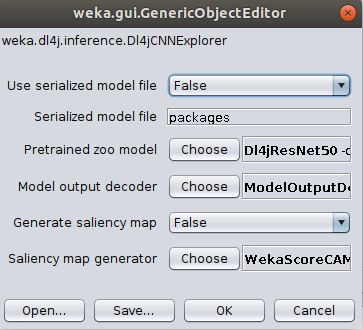 weka.gui.GenericObjectEditor
weka.dl4j.inference.Dl4jCNNExplorer
Use serialized model file False
Serialized model file packages
Pretrained zoo model Choose Dl4jResNet50
Model output decoder Choose
Generate saliency map False
Saliency map generator Choose WekaScoreCAM
Open... Save... OK Cancel